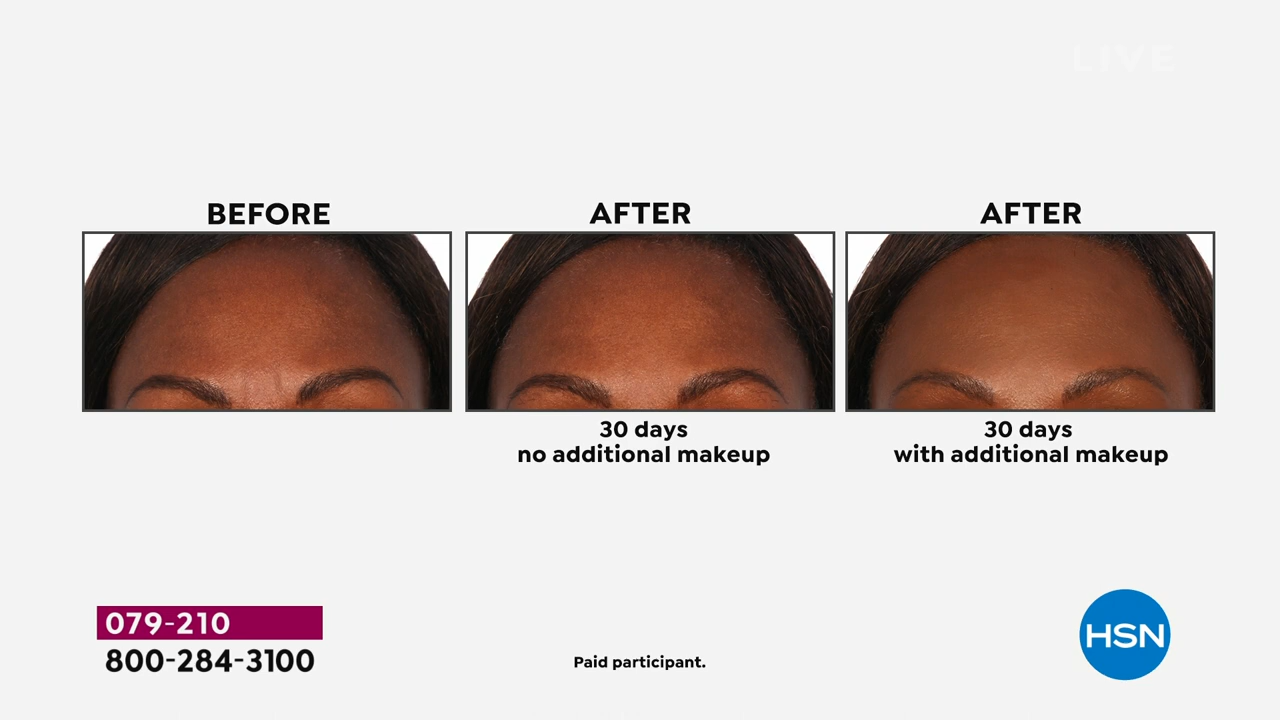 LIVE
BEFORE
AFTER
AFTER
30 days
no additional makeup
30 days
with additional makeup
079-210
800-284-3100
Paid participant.
HSN